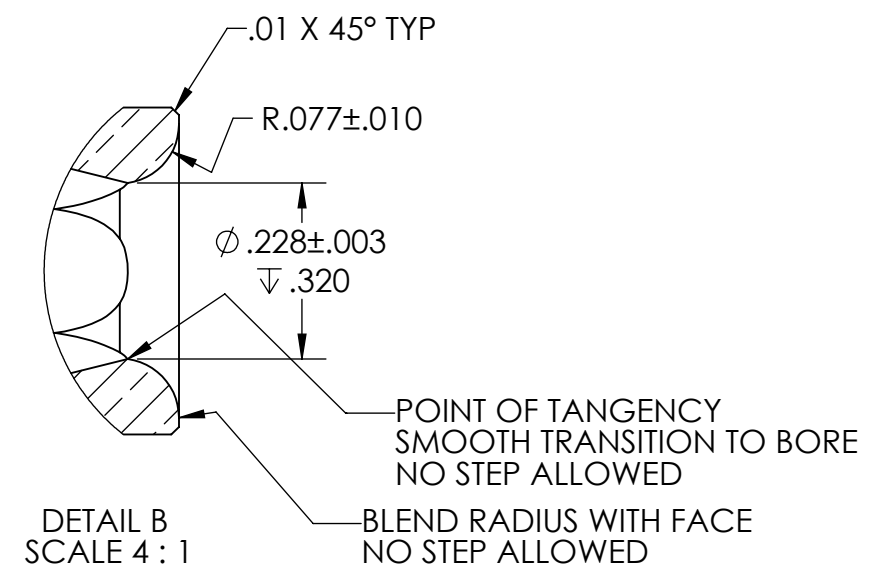 .01 X 45° TYP
R.077±.010
⌀ .228±.003
↧ .320
POINT OF TANGENCY
SMOOTH TRANSITION TO BORE
NO STEP ALLOWED
BLEND RADIUS WITH FACE
NO STEP ALLOWED
DETAIL B
SCALE 4 : 1